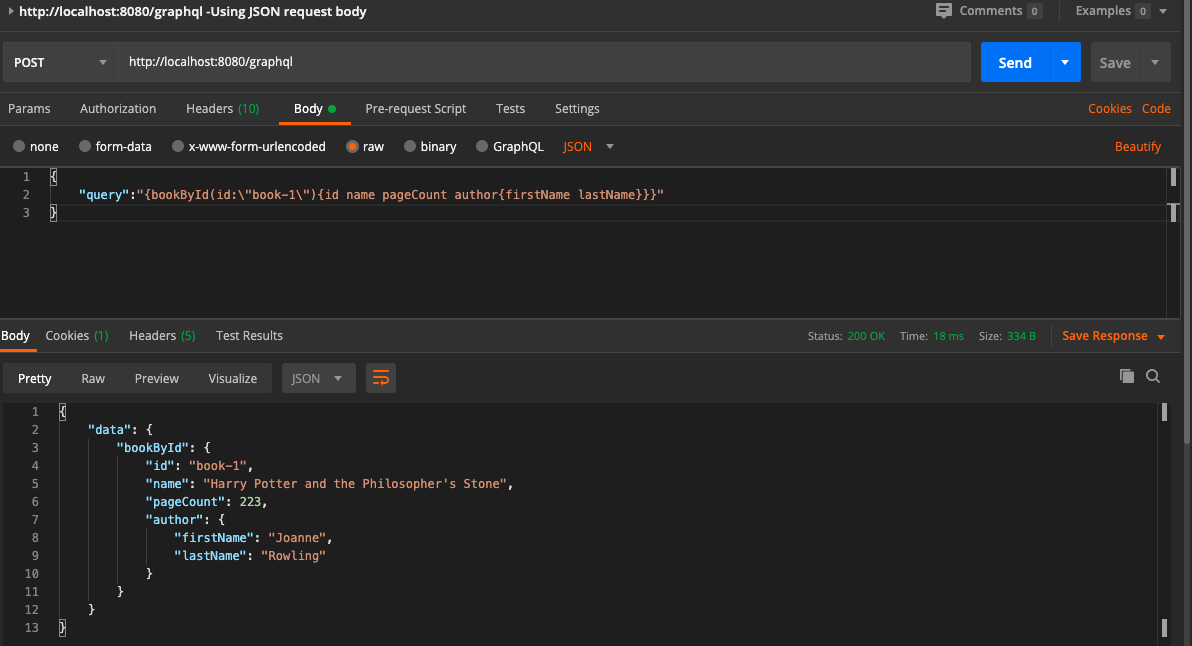 http://localhost:8080/graphql -Using JSON request body Comments 0 Examples 0
POST http://localhost:8080/graphql Send Save
Params Authorization Headers (10) Body Pre-request Script Tests Settings Cookies Code
none form-data x-www-form-urlencoded raw binary GraphQL JSON Beautify
1 {
2 "query":"{bookById(id:\"book-1\"){id name pageCount author{firstName lastName}}}"
3 }
Body Cookies (1) Headers (5) Test Results Status: 200 OK Time: 18 ms Size: 334 B Save Response
Pretty Raw Preview Visualize JSON
1 {
2 "data": {
3 "bookById": {
4 "id": "book-1",
5 "name": "Harry Potter and the Philosopher's Stone",
6 "pageCount": 223,
7 "author": {
8 "firstName": "Joanne",
9 "lastName": "Rowling"
10 }
11 }
12 }
13 }